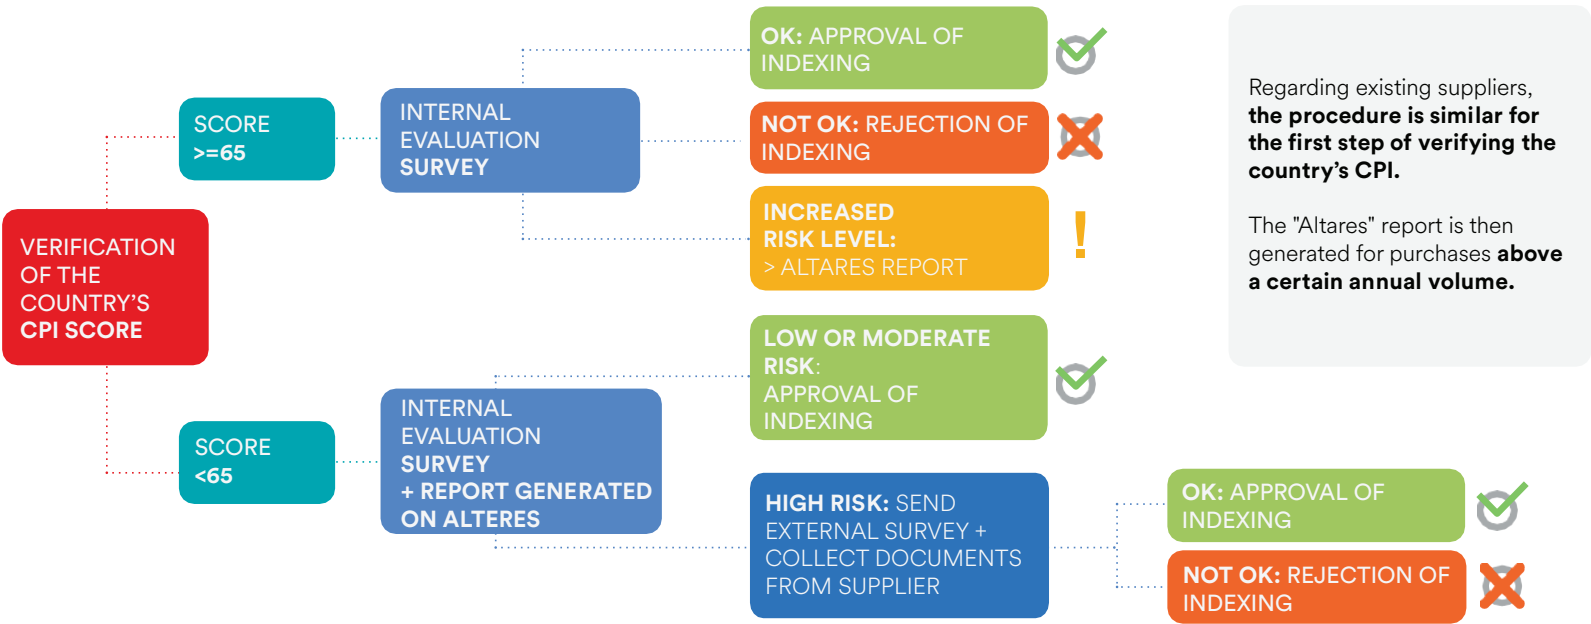 VERIFICATION
OF THE
COUNTRY'S
CPI SCORE
SCORE
>=65
INTERNAL
EVALUATION
SURVEY
OK: APPROVAL OF
INDEXING
NOT OK: REJECTION OF
INDEXING
INCREASED
RISK LEVEL:
> ALTARES REPORT
!
SCORE
<65
INTERNAL
EVALUATION
SURVEY
+ REPORT GENERATED
ON ALTERES
LOW OR MODERATE
RISK:
APPROVAL OF
INDEXING
HIGH RISK: SEND
EXTERNAL SURVEY +
COLLECT DOCUMENTS
FROM SUPPLIER
OK: APPROVAL OF
INDEXING
NOT OK: REJECTION OF
INDEXING
Regarding existing suppliers,
the procedure is similar for
the first step of verifying the
country's CPI.
The "Altares" report is then
generated for purchases above
a certain annual volume.